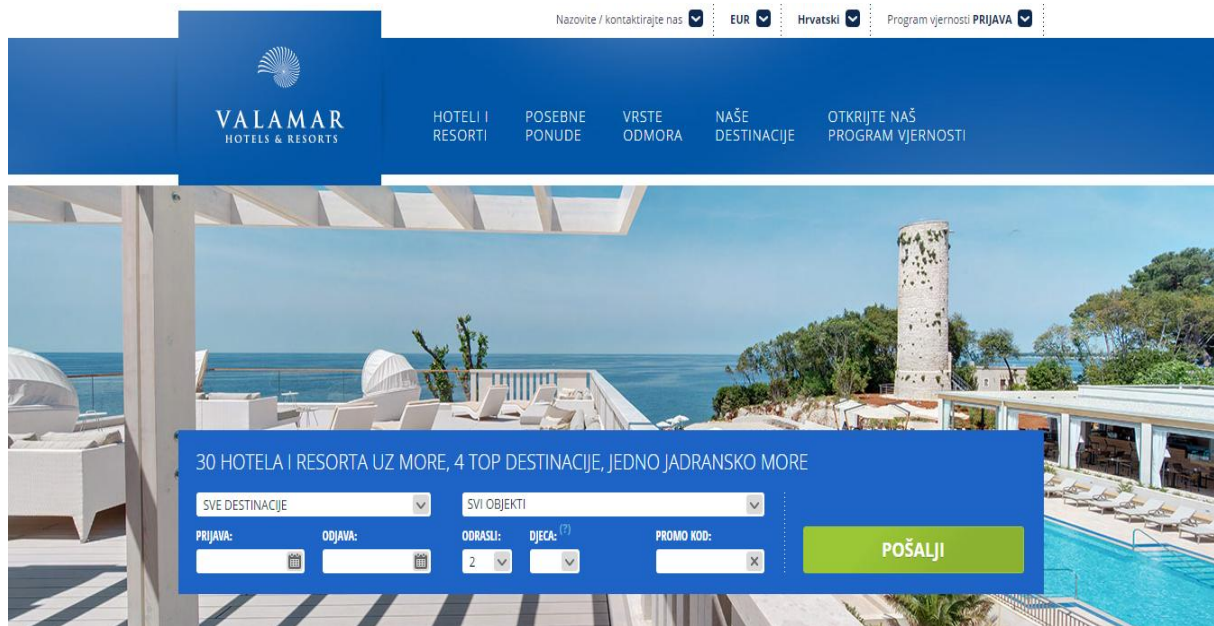 Nazovite / kontaktirajte nas EUR Hrvatski Program vjernosti PRIJAVA
VALAMAR
HOTELS & RESORTS
HOTELI I
RESORTI
POSEBNE
PONUDE
VRSTE
ODMORA
NAŠE
DESTINACIJE
OTKRIJTE NAŠ
PROGRAM VJERNOSTI
30 HOTELA I RESORTA UZ MORE, 4 TOP DESTINACIJE, JEDNO JADRANSKO MORE
SVE DESTINACIJE SVI OBJEKTI
PRIJAVA: ODJAVA: ODRASLI: DJECA: (?) PROMO KOD:
2 X
POŠALJI